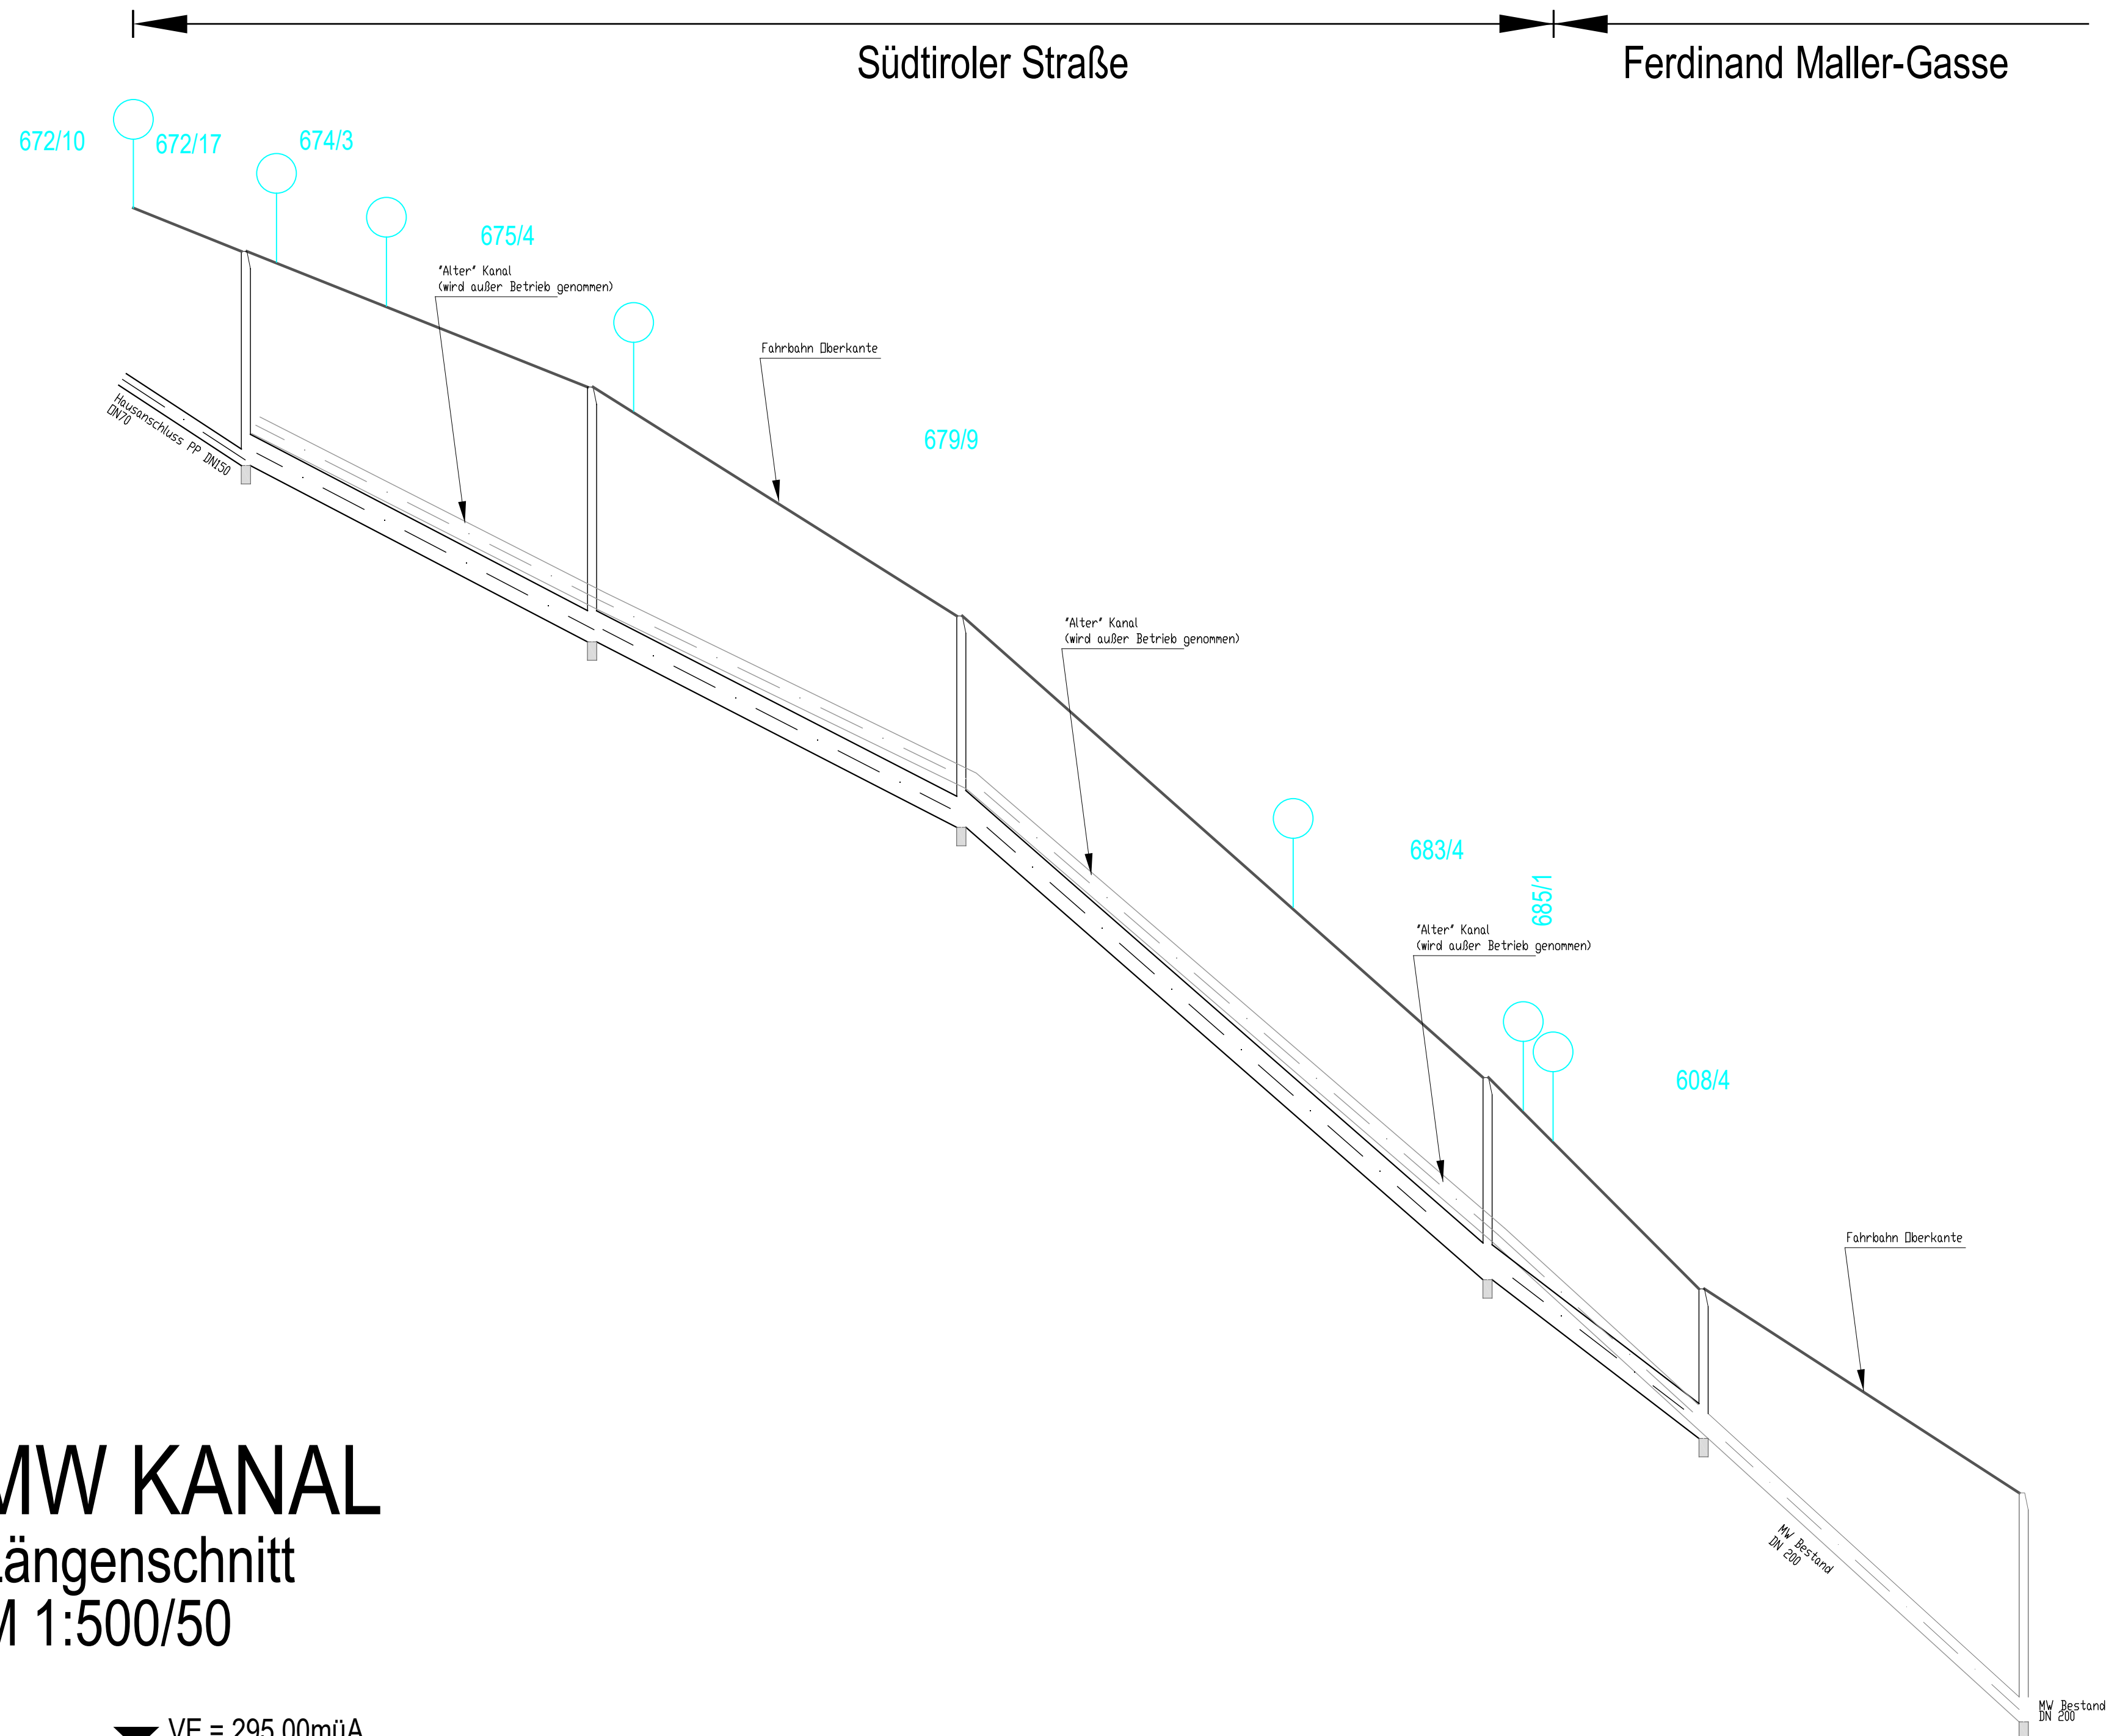 Südtiroler Straße
Ferdinand Maller-Gasse
672/10
672/17
674/3
675/4
"Alter" Kanal
(wird außer Betrieb genommen)
Fahrbahn Oberkante
Hausanschluss PP DN150
DN70
679/9
"Alter" Kanal
(wird außer Betrieb genommen)
683/4
685/1
"Alter" Kanal
(wird außer Betrieb genommen)
608/4
Fahrbahn Oberkante
MW KANAL
Längenschnitt
M 1:500/50
MW Bestand
DN 200
MW Bestand
DN 200
VE = 295,00müA